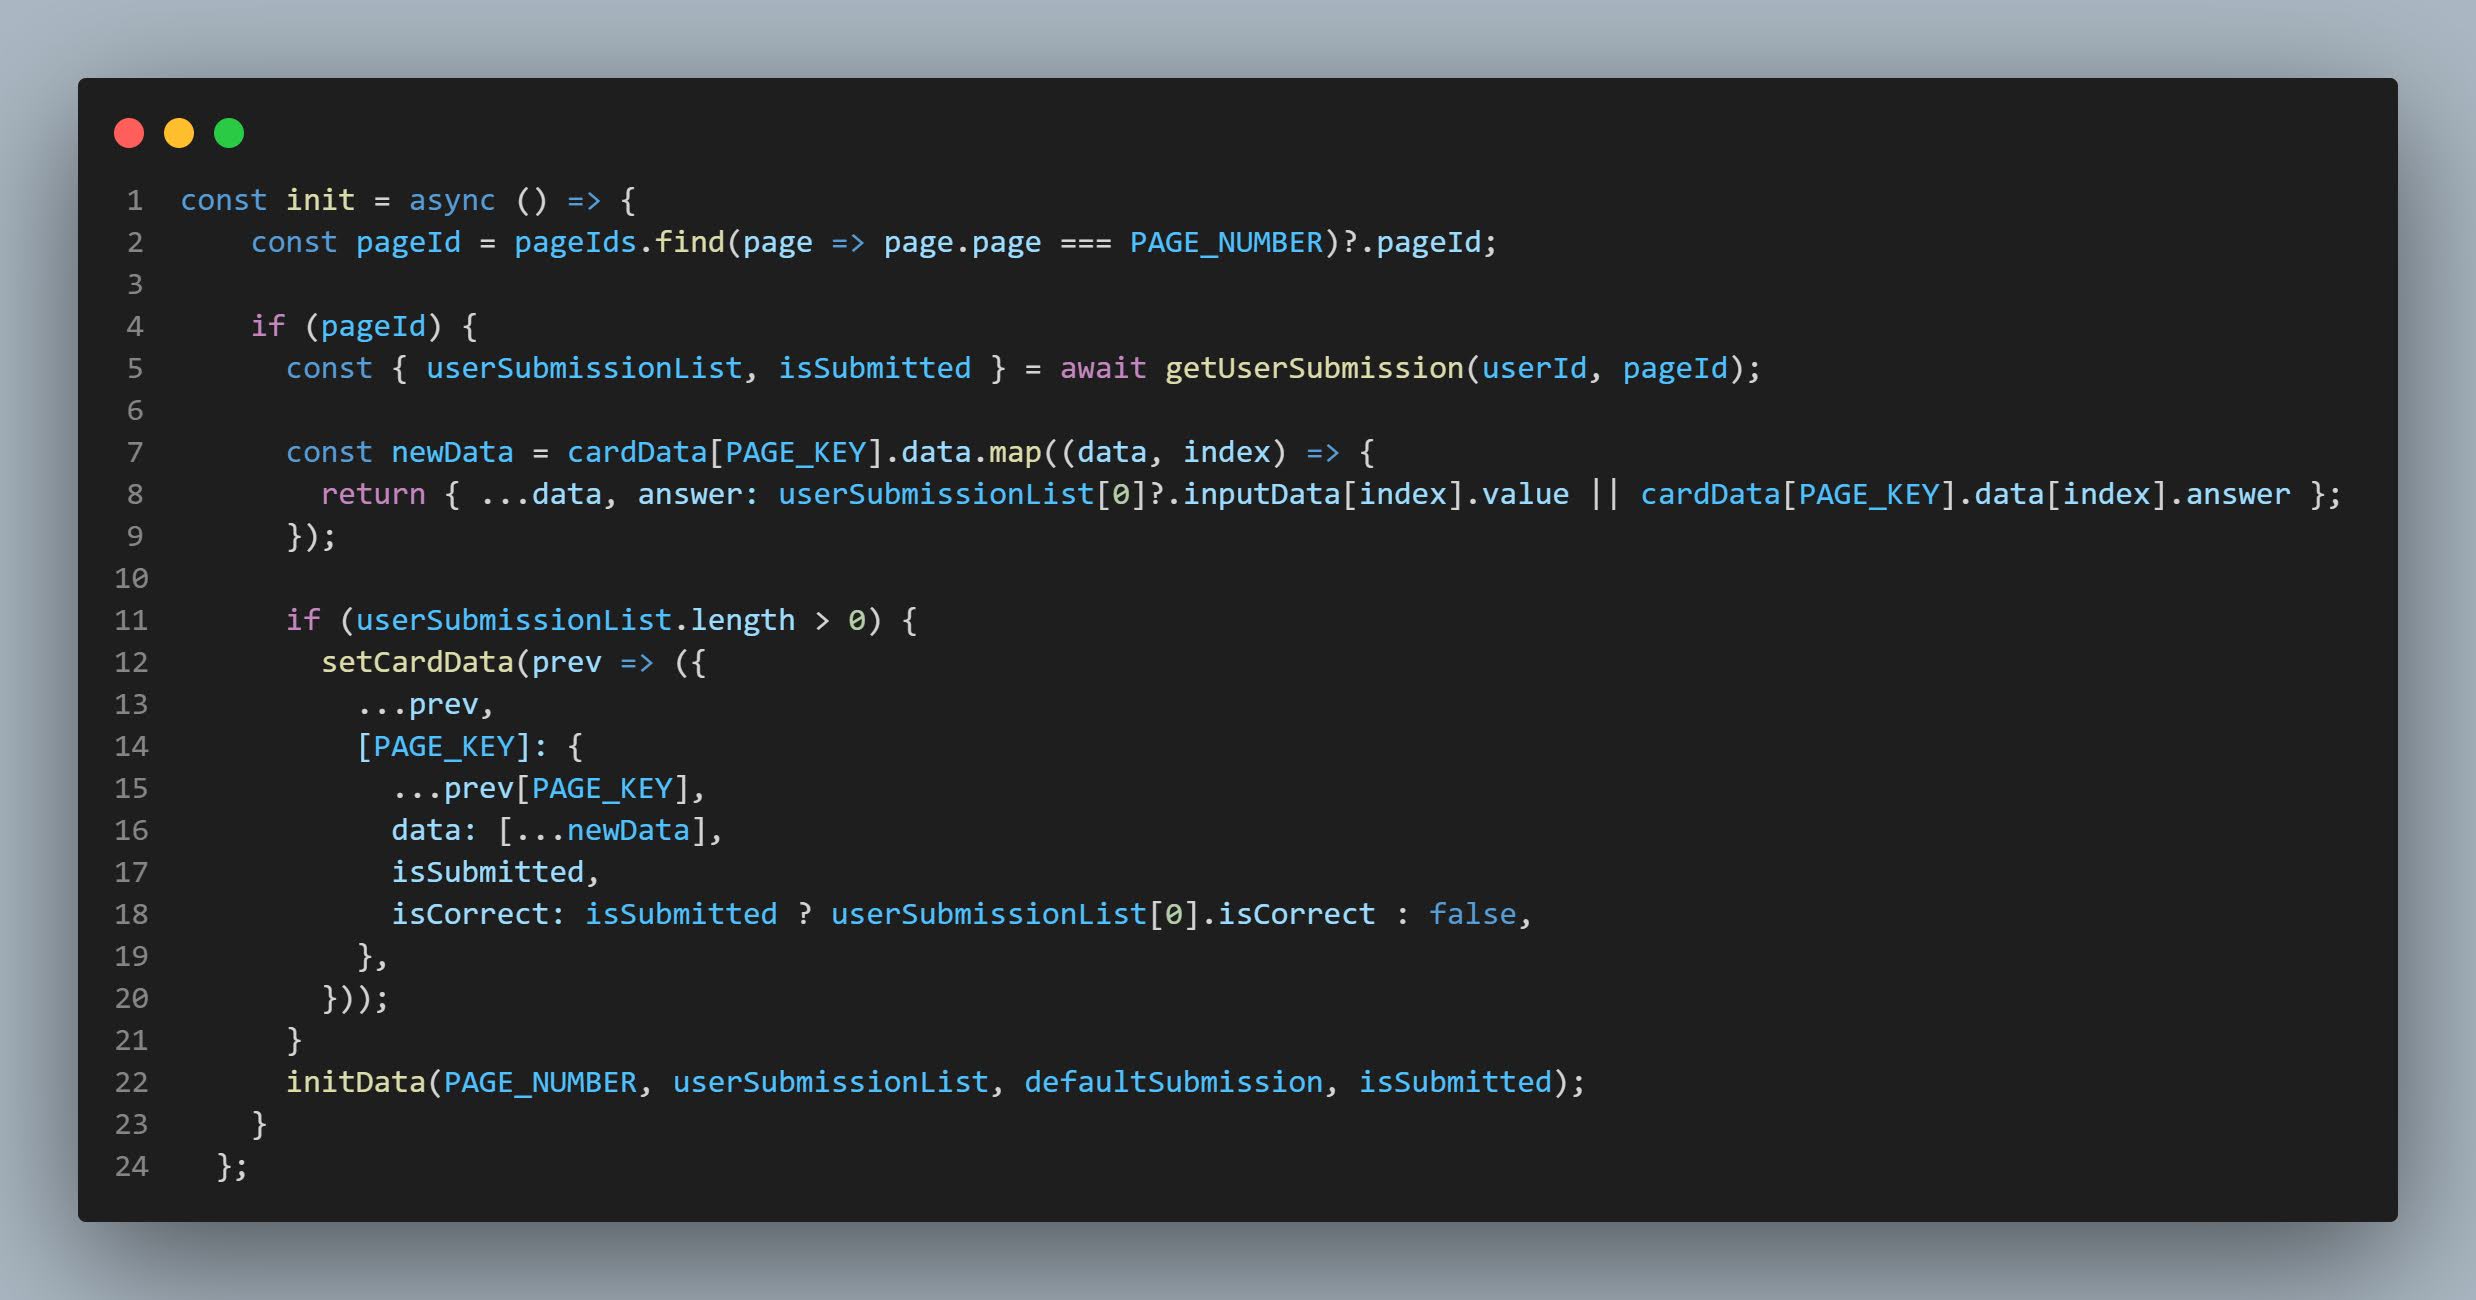 1 const init = async () => {
2     const pageId = pageIds.find(page => page.page === PAGE_NUMBER)?.pageId;
3
4     if (pageId) {
5       const { userSubmissionList, isSubmitted } = await getUserSubmission(userId, pageId);
6
7       const newData = cardData[PAGE_KEY].data.map((data, index) => {
8         return { ...data, answer: userSubmissionList[0]?.inputData[index].value || cardData[PAGE_KEY].data[index].answer };
9       });
10
11       if (userSubmissionList.length > 0) {
12         setCardData(prev => ({
13           ...prev,
14           [PAGE_KEY]: {
15             ...prev[PAGE_KEY],
16             data: [...newData],
17             isSubmitted,
18             isCorrect: isSubmitted ? userSubmissionList[0].isCorrect : false,
19           },
20         }));
21       }
22       initData(PAGE_NUMBER, userSubmissionList, defaultSubmission, isSubmitted);
23     }
24   };